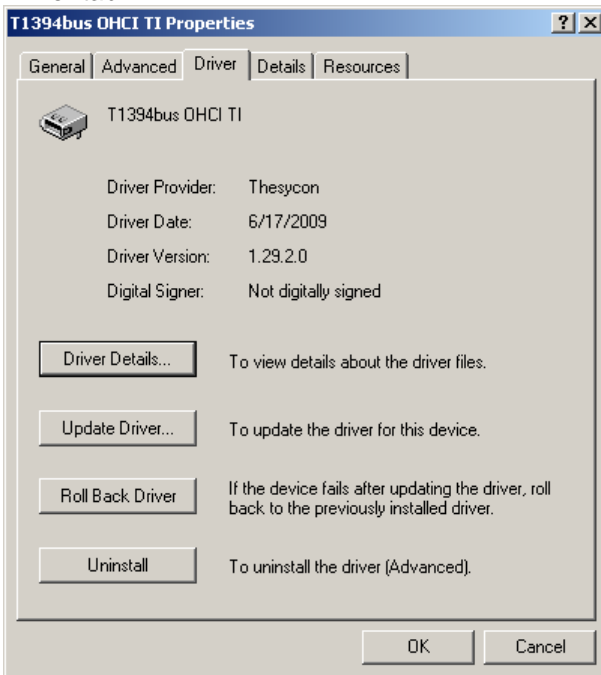 T1394bus OHCI TI Properties
General Advanced Driver Details Resources
T1394bus OHCI TI
Driver Provider: Thesycon
Driver Date: 6/17/2009
Driver Version: 1.29.2.0
Digital Signer: Not digitally signed
Driver Details... To view details about the driver files.
Update Driver... To update the driver for this device.
Roll Back Driver If the device fails after updating the driver, roll
back to the previously installed driver.
Uninstall To uninstall the driver (Advanced).
OK Cancel